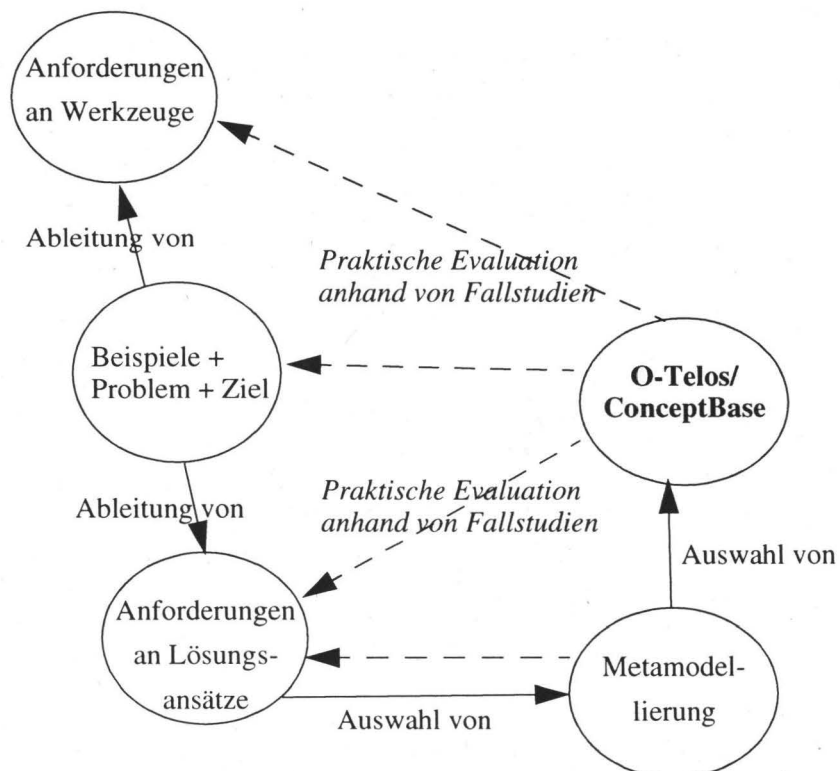 Anforderungen
an Werkzeuge
Ableitung von
Praktische Evaluation
anhand von Fallstudien
Beispiele +
Problem + Ziel
O-Telos/
ConceptBase
Ableitung von
Praktische Evaluation
anhand von Fallstudien
Auswahl von
Anforderungen
an Lösungs-
ansätze
Metamodel-
lierung
Auswahl von